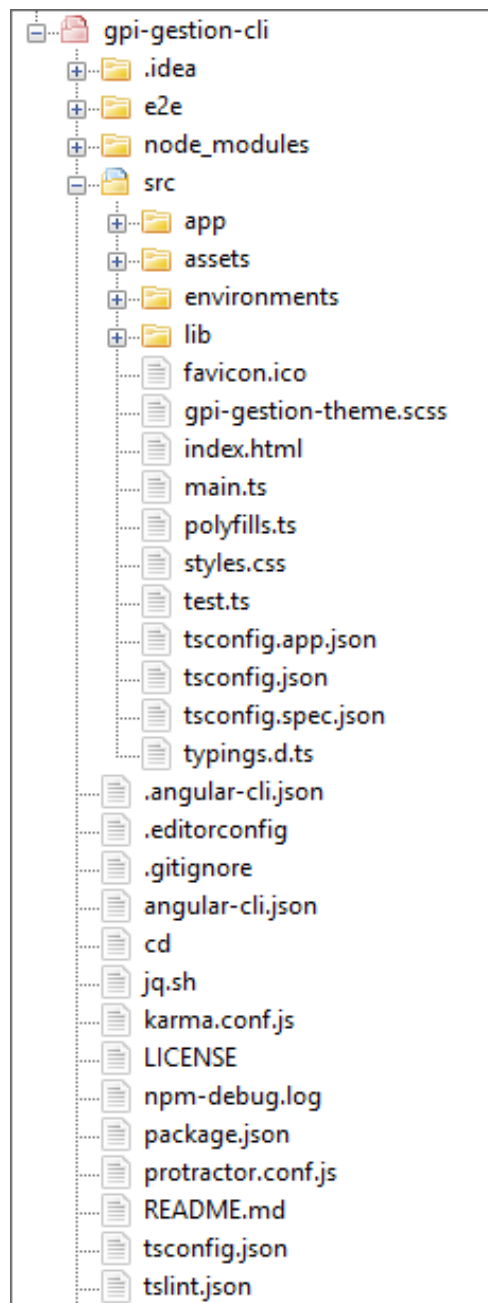 gpi-gestion-cli
.idea
e2e
node_modules
src
app
assets
environments
lib
favicon.ico
gpi-gestion-theme.scss
index.html
main.ts
polyfills.ts
styles.css
test.ts
tsconfig.app.json
tsconfig.json
tsconfig.spec.json
typings.d.ts
.angular-cli.json
.editorconfig
.gitignore
angular-cli.json
cd
jq.sh
karma.conf.js
LICENSE
npm-debug.log
package.json
protractor.conf.js
README.md
tsconfig.json
tslint.json